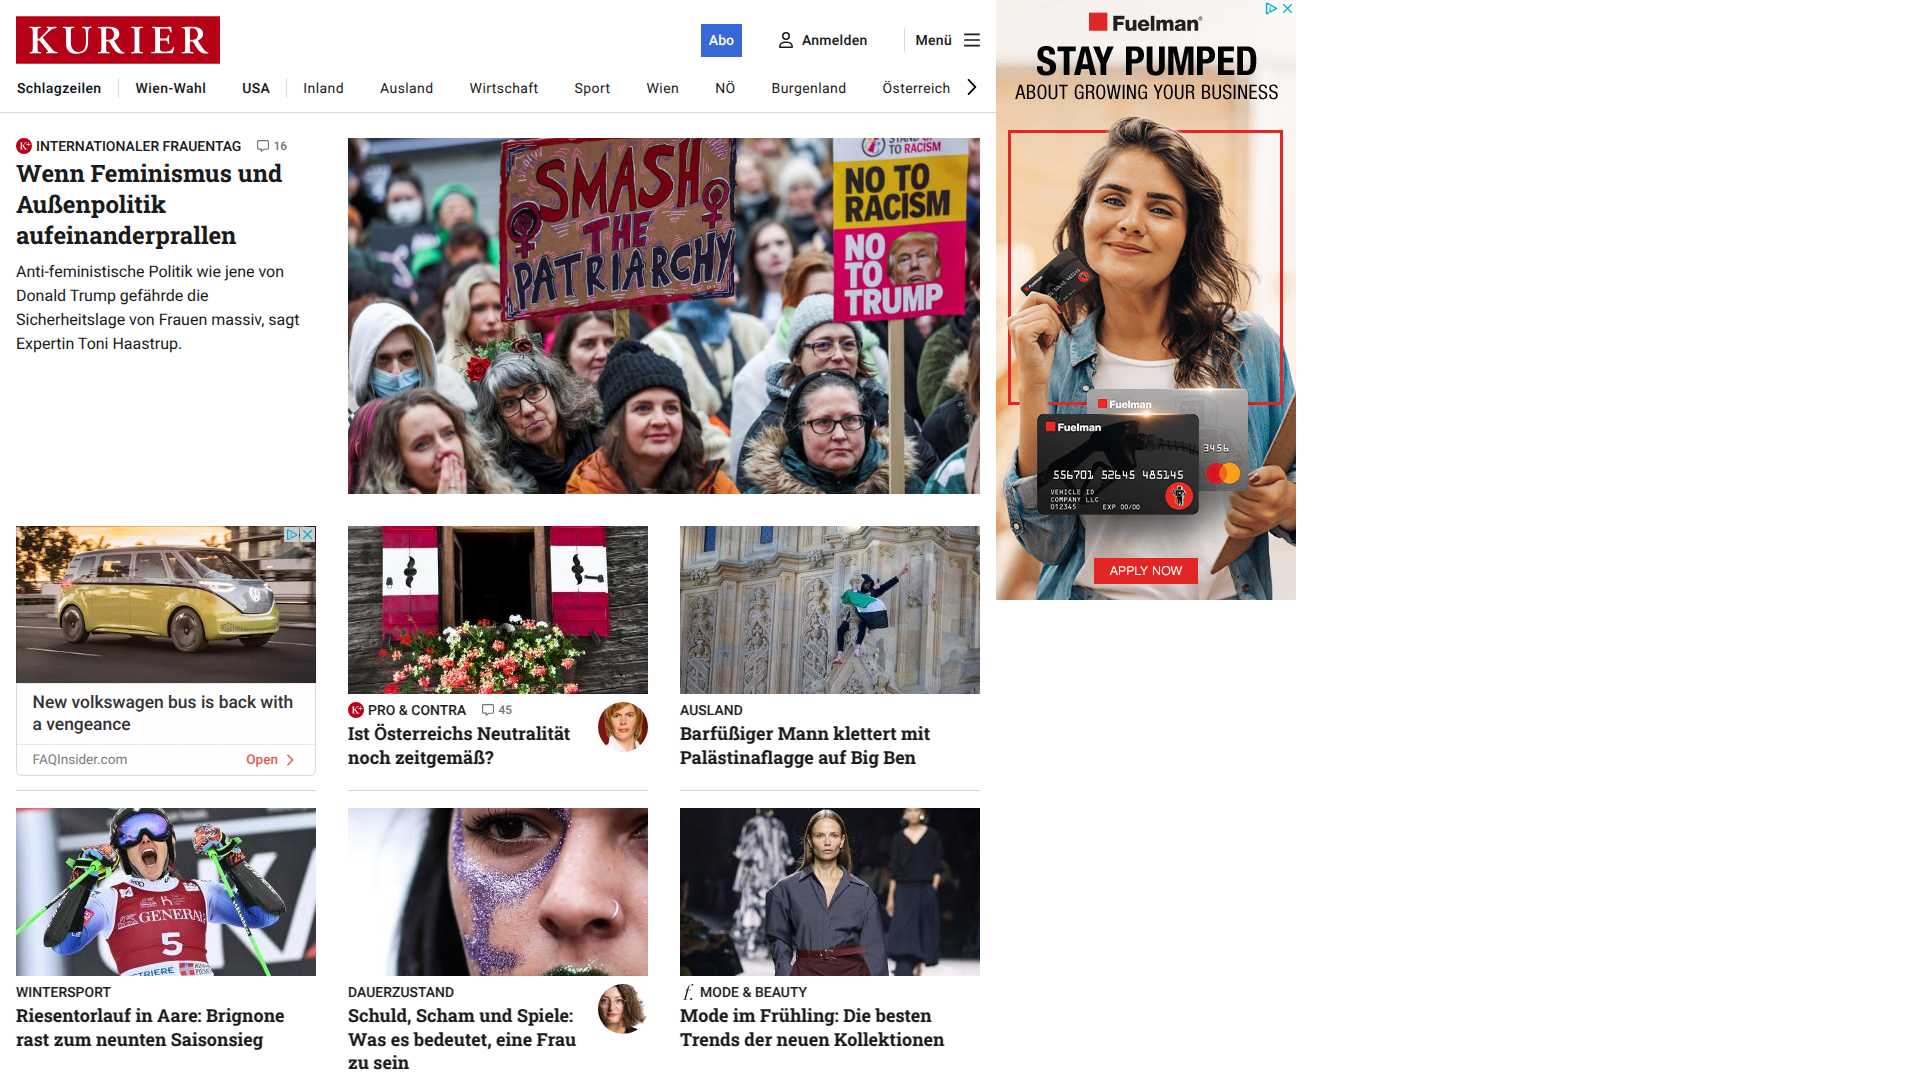 KURIER
Abo
Anmelden
Menü
Schlagzeilen
Wien-Wahl
USA
Inland
Ausland
Wirtschaft
Sport
Wien
NÖ
Burgenland
Österreich
INTERNATIONALER FRAUENTAG 16
Wenn Feminismus und
Außenpolitik
aufeinanderprallen
Anti-feministische Politik wie jene von
Donald Trump gefährde die
Sicherheitslage von Frauen massiv, sagt
Expertin Toni Haastrup.
SMASH
THE
PATRIARCHY
TO RACISM
NO TO
RACISM
NO
TO
TRUMP
New volkswagen bus is back with
a vengeance
FAQInsider.com
Open
K+ PRO & CONTRA 45
Ist Österreichs Neutralität
noch zeitgemäß?
AUSLAND
Barfüßiger Mann klettert mit
Palästinaflagge auf Big Ben
GENERALI
5
WINTERSPORT
Riesentorlauf in Aare: Brignone
rast zum neunten Saisonsieg
DAUERZUSTAND
Schuld, Scham und Spiele:
Was es bedeutet, eine Frau
zu sein
f. MODE & BEAUTY
Mode im Frühling: Die besten
Trends der neuen Kollektionen
Fuelman
STAY PUMPED
ABOUT GROWING YOUR BUSINESS
Fuelman
Fuelman
3456
556701 52645 485145
VEHICLE ID
COMPANY LLC
012345 EXP 00/00
APPLY NOW